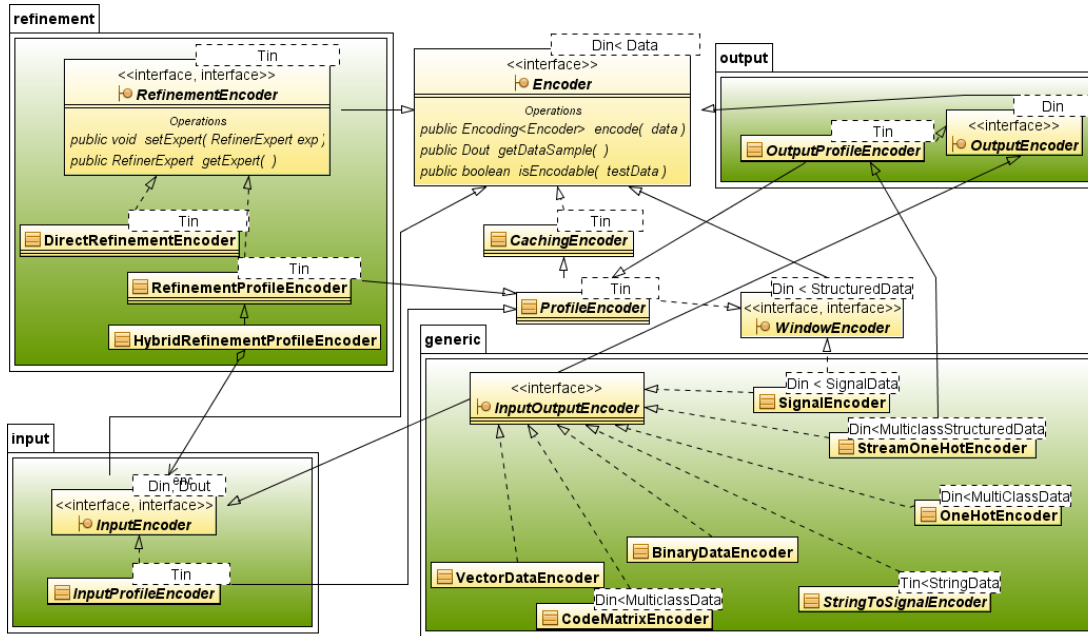 refinement
Tin
<<interface, interface>>
RefinementEncoder
Operations
public void setExpert( RefinerExpert exp )
public RefinerExpert getExpert( )
Tin
DirectRefinementEncoder
Tin
RefinementProfileEncoder
HybridRefinementProfileEncoder
Din< Data
<<interface>>
Encoder
Operations
public Encoding<Encoder> encode( data )
public Dout getDataSample( )
public boolean isEncodable( testData )
Tin
CachingEncoder
Tin
ProfileEncoder
Din < StructuredData
<<interface, interface>>
WindowEncoder
output
Din
<<interface>>
OutputEncoder
Tin
OutputProfileEncoder
generic
<<interface>>
InputOutputEncoder
Din < SignalData
SignalEncoder
Din<MulticlassStructuredData
StreamOneHotEncoder
Din<MultiClassData
OneHotEncoder
BinaryDataEncoder
VectorDataEncoder
Din<MulticlassData
CodeMatrixEncoder
Tin<StringData
StringToSignalEncoder
input
enc
Din, Dout
<<interface, interface>>
InputEncoder
Tin
InputProfileEncoder